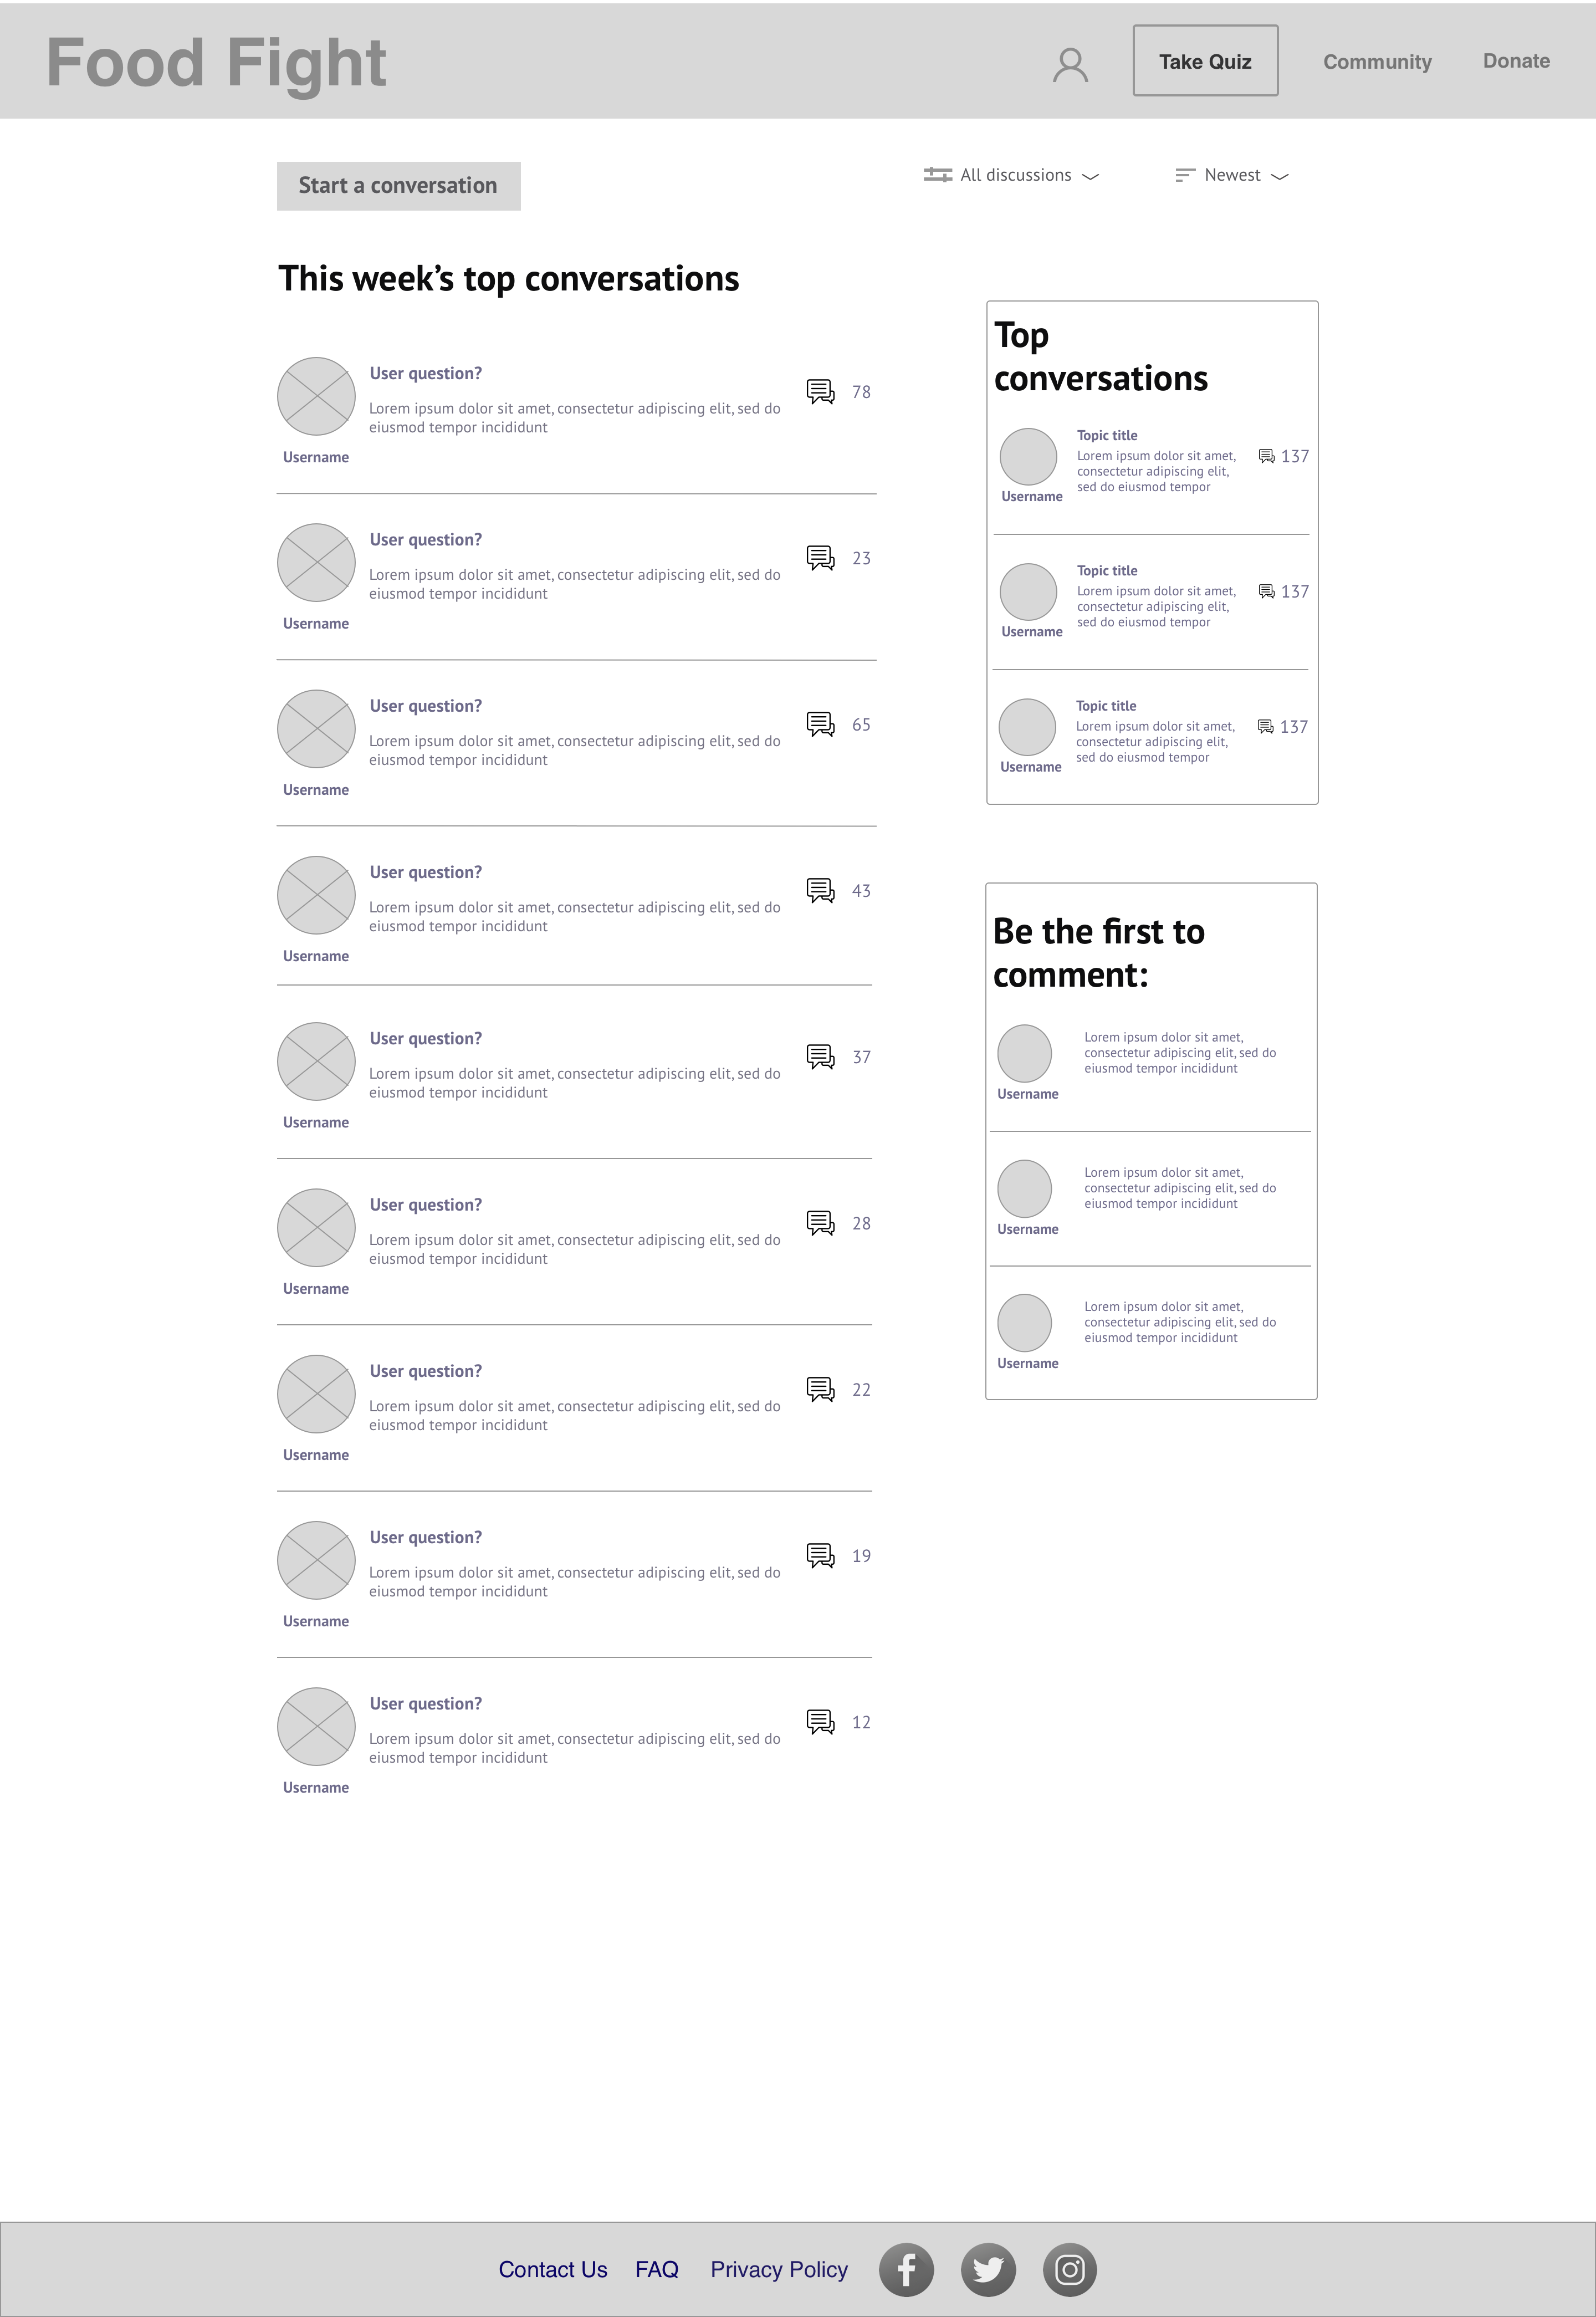 Food Fight
Take Quiz
Community
Donate
Start a conversation
All discussions
Newest
This week’s top conversations
User question?
Lorem ipsum dolor sit amet, consectetur adipiscing elit, sed do
eiusmod tempor incididunt
78
Username
User question?
Lorem ipsum dolor sit amet, consectetur adipiscing elit, sed do
eiusmod tempor incididunt
23
Username
User question?
Lorem ipsum dolor sit amet, consectetur adipiscing elit, sed do
eiusmod tempor incididunt
65
Username
User question?
Lorem ipsum dolor sit amet, consectetur adipiscing elit, sed do
eiusmod tempor incididunt
43
Username
User question?
Lorem ipsum dolor sit amet, consectetur adipiscing elit, sed do
eiusmod tempor incididunt
37
Username
User question?
Lorem ipsum dolor sit amet, consectetur adipiscing elit, sed do
eiusmod tempor incididunt
28
Username
User question?
Lorem ipsum dolor sit amet, consectetur adipiscing elit, sed do
eiusmod tempor incididunt
22
Username
User question?
Lorem ipsum dolor sit amet, consectetur adipiscing elit, sed do
eiusmod tempor incididunt
19
Username
User question?
Lorem ipsum dolor sit amet, consectetur adipiscing elit, sed do
eiusmod tempor incididunt
12
Username
Top
conversations
Topic title
Lorem ipsum dolor sit amet,
consectetur adipiscing elit,
sed do eiusmod tempor
137
Username
Topic title
Lorem ipsum dolor sit amet,
consectetur adipiscing elit,
sed do eiusmod tempor
137
Username
Topic title
Lorem ipsum dolor sit amet,
consectetur adipiscing elit,
sed do eiusmod tempor
137
Username
Be the first to
comment:
Lorem ipsum dolor sit amet,
consectetur adipiscing elit, sed do
eiusmod tempor incididunt
Username
Lorem ipsum dolor sit amet,
consectetur adipiscing elit, sed do
eiusmod tempor incididunt
Username
Lorem ipsum dolor sit amet,
consectetur adipiscing elit, sed do
eiusmod tempor incididunt
Username
Contact Us
FAQ
Privacy Policy